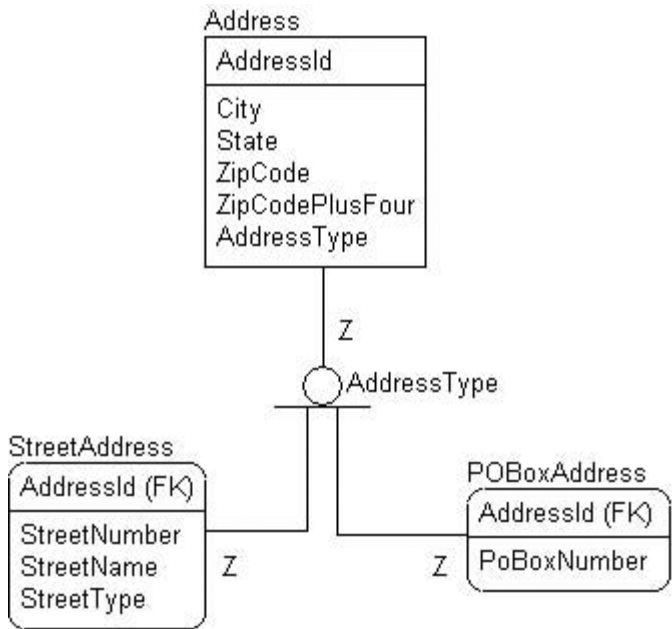 Address
AddressId
City
State
ZipCode
ZipCodePlusFour
AddressType
Z
AddressType
StreetAddress
AddressId (FK)
StreetNumber
StreetName
StreetType
Z
POBoxAddress
AddressId (FK)
PoBoxNumber
Z